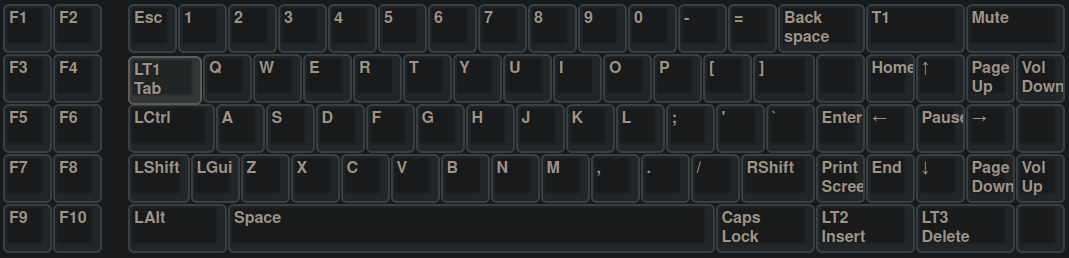 F1 F2 Esc 1 2 3 4 5 6 7 8 9 0 - = Back space T1 Mute
F3 F4 LT1 Tab Q W E R T Y U I O P [ ] Home ↑ Page Up Vol Down
F5 F6 LCtrl A S D F G H J K L ; ' ` Enter ← Pause →
F7 F8 LShift LGui Z X C V B N M , . / RShift Print Scree End ↓ Page Down Vol Up
F9 F10 LAlt Space Caps Lock LT2 Insert LT3 Delete